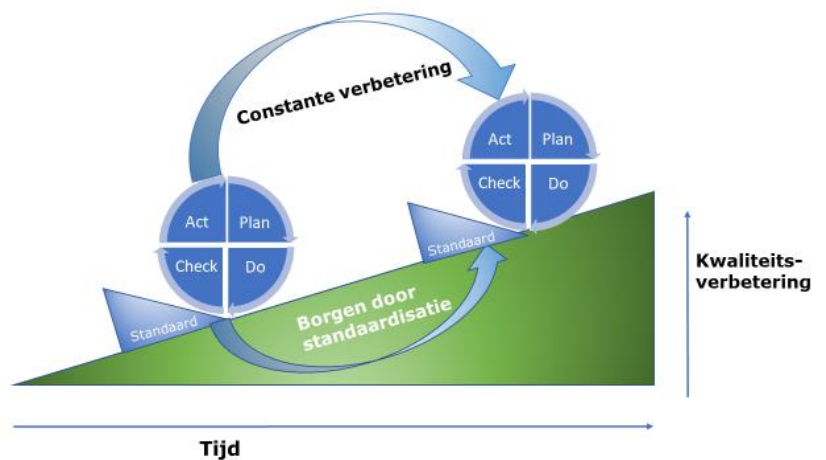 Constante verbetering
Act Plan
Check Do
Standaard
Act Plan
Check Do
Standaard
Borgen door
standaardisatie
Kwaliteits-
verbetering
Tijd